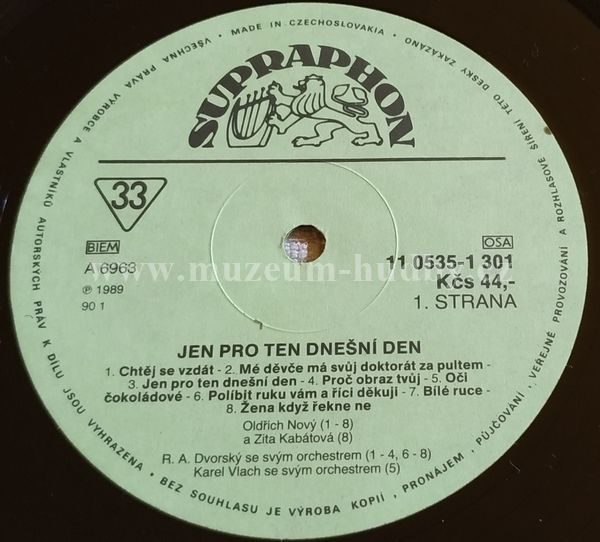 VŠECHNA PRÁVA VÝROBCE A VLASTNÍKŮ AUTORSKÝCH PRÁV K DÍLU JSOU VYHRAZENA • BEZ SOUHLASU JE VÝROBA KOPIÍ , PRONÁJEM , PŮJČOVÁNÍ , VEŘEJNÉ PROVOZOVÁNÍ A ROZHLASOVÉ ŠÍŘENÍ TÉTO DESKY ZAKÁZÁNO • MADE IN CZECHOSLOVAKIA •
SUPRAPHON
33
BIEM
A 6963
℗ 1989
90 1
OSA
11 0535-1 301
Kčs 44,-
1. STRANA
www.muzeum-hudby.cz
JEN PRO TEN DNEŠNÍ DEN
1. Chtěj se vzdát - 2. Mé děvče má svůj doktorát za pultem -
3. Jen pro ten dnešní den - 4. Proč obraz tvůj - 5. Oči
čokoládové - 6. Políbit ruku vám a říci děkuji - 7. Bílé ruce -
8. Žena když řekne ne
Oldřich Nový (1 - 8)
a Zita Kabátová (8)
R. A. Dvorský se svým orchestrem (1 - 4, 6 - 8)
Karel Vlach se svým orchestrem (5)